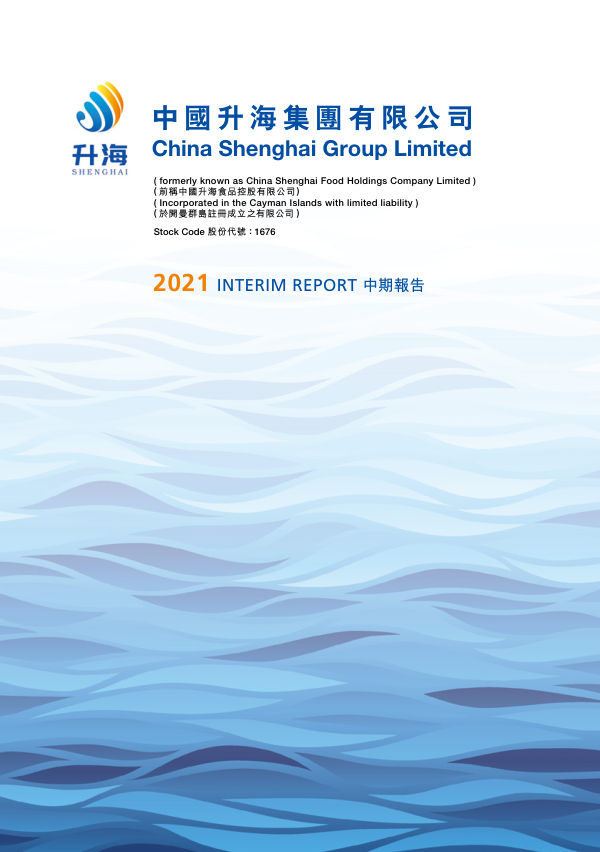 升海
SHENGHAI
中國升海集團有限公司
China Shenghai Group Limited
( formerly known as China Shenghai Food Holdings Company Limited )
( 前稱中國升海食品控股有限公司 )
( Incorporated in the Cayman Islands with limited liability )
( 於開曼群島註冊成立之有限公司 )
Stock Code 股份代號：1676
2021 INTERIM REPORT 中期報告